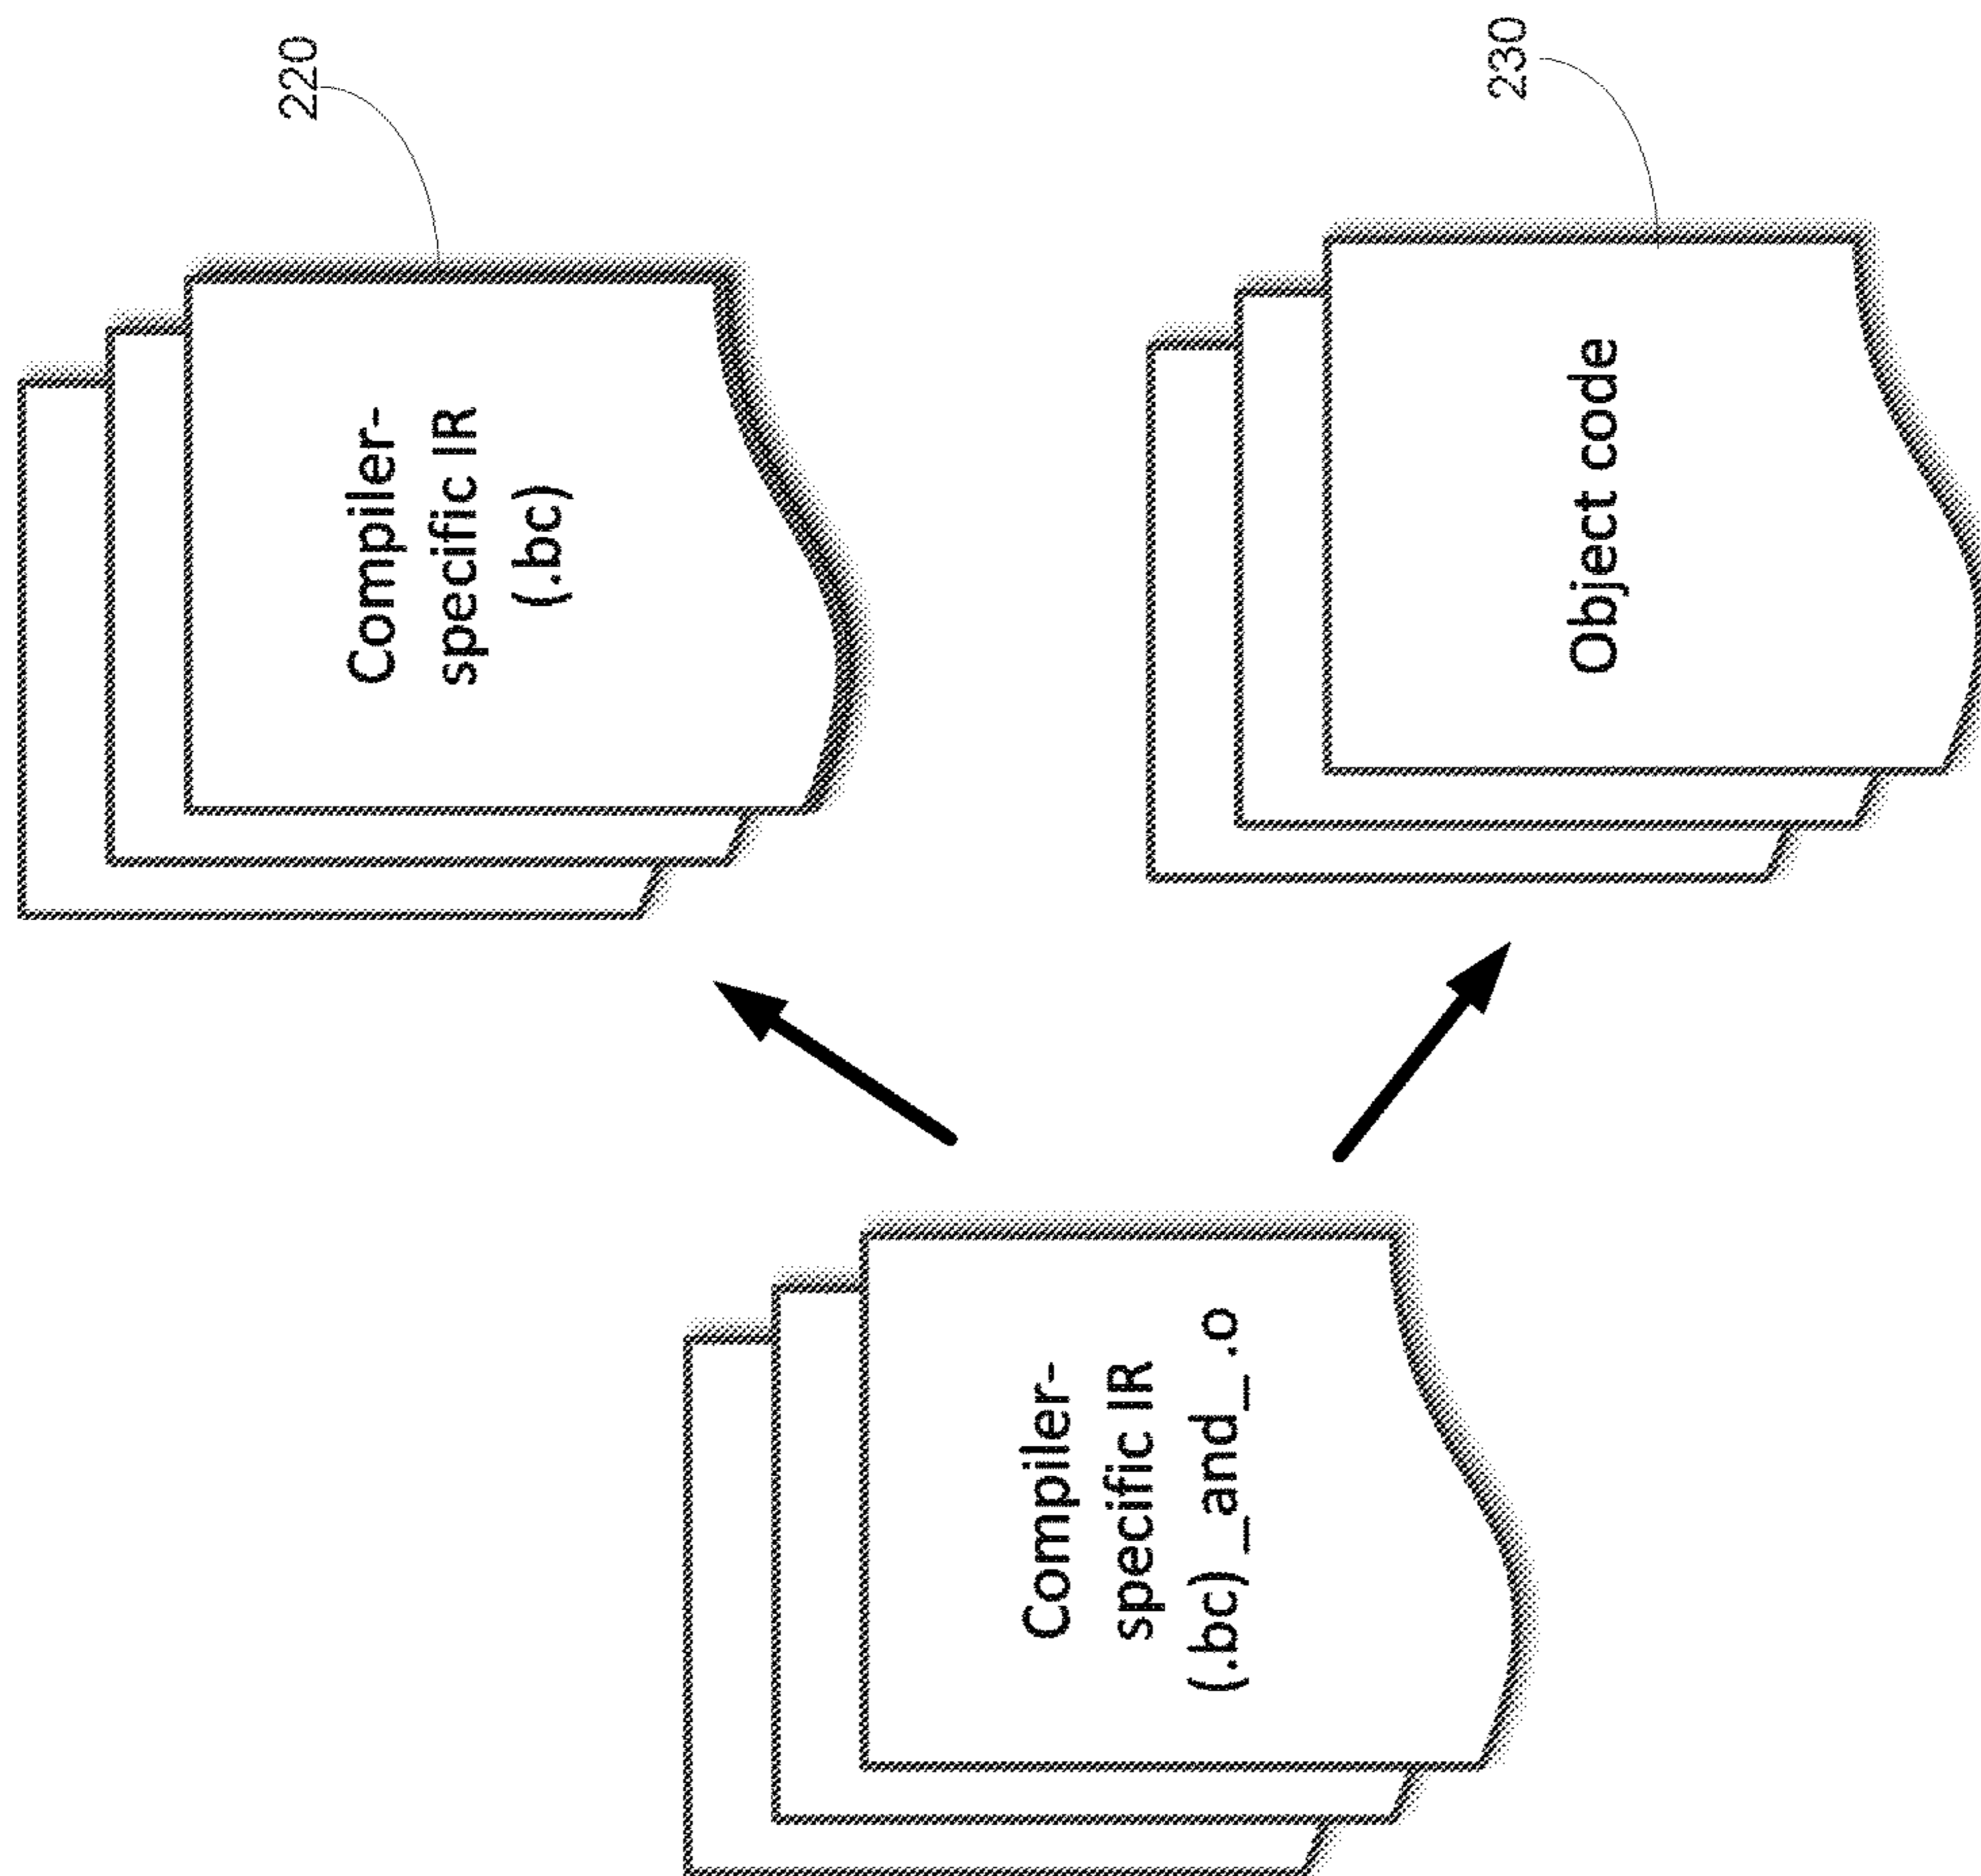 Compiler-
specific IR
(.bc)_and_.o
220
Compiler-
specific IR
(.bc)
230
Object code